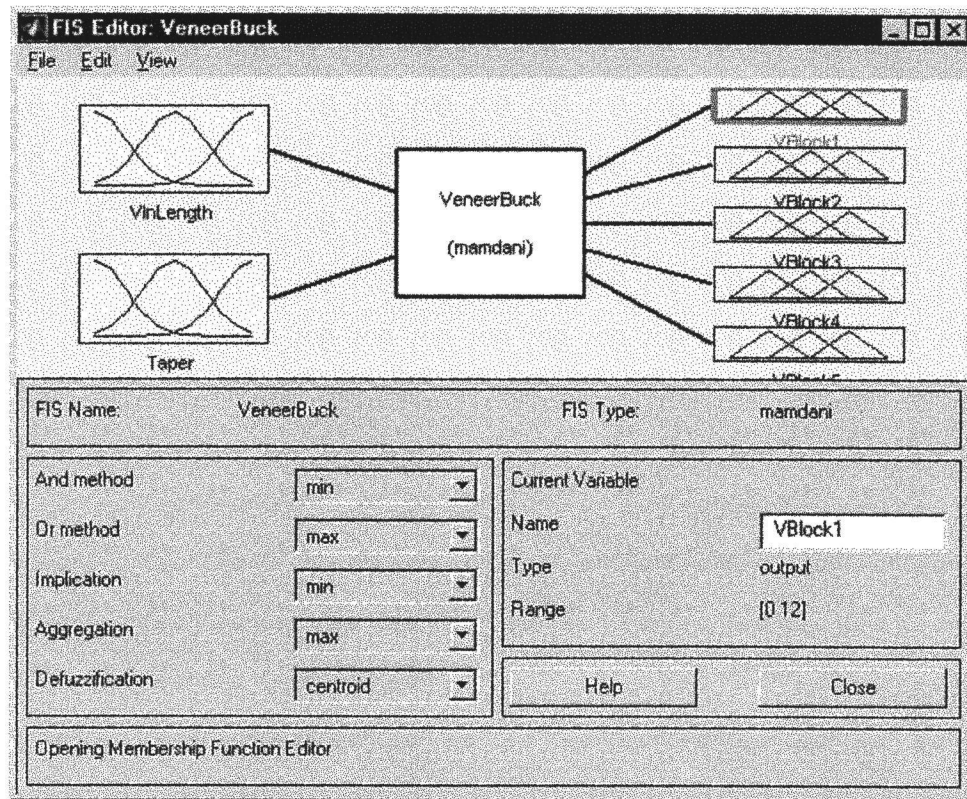 FIS Editor: VeneerBuck
File Edit View
VBlock1
VeneerBuck
(mamdani)
VinLength
VBlock2
VBlock3
VBlock4
Taper
VBlock5
FIS Name: VeneerBuck FIS Type: mamdani
And method min
Or method max
Implication min
Aggregation max
Defuzzification centroid
Current Variable
Name VBlock1
Type output
Range [0 12]
Help Close
Opening Membership Function Editor